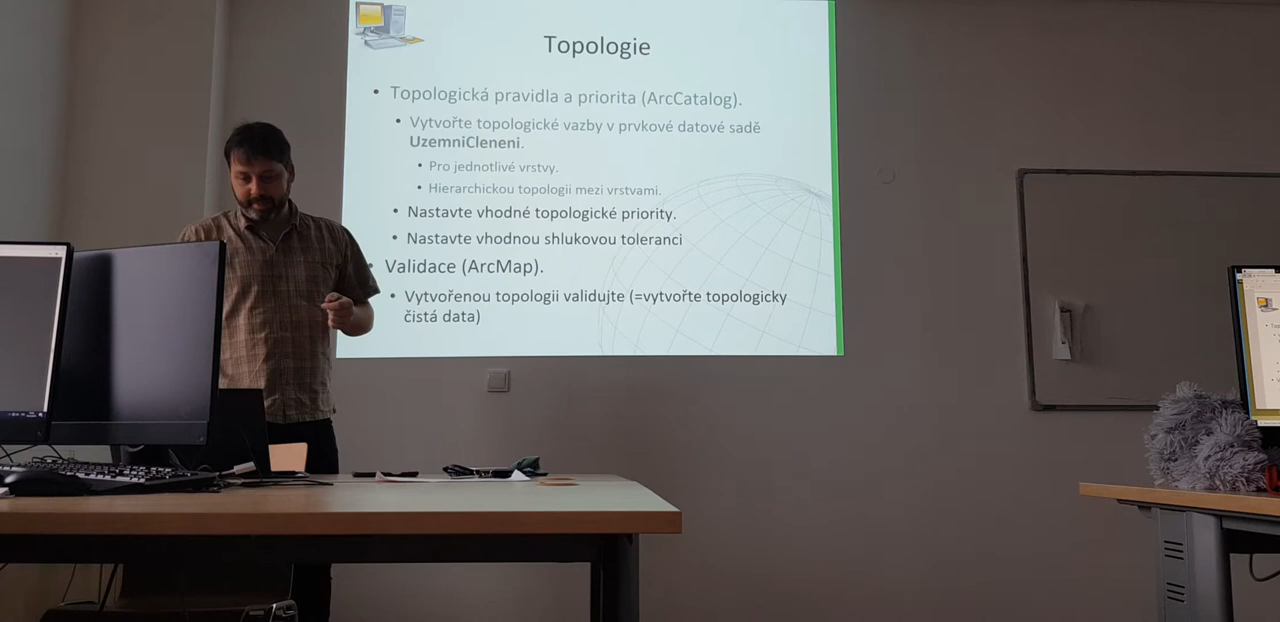 Topologie
• Topologická pravidla a priorita (ArcCatalog).
• Vytvořte topologické vazby v prvkové datové sadě
UzemniCleneni.
• Pro jednotlivé vrstvy.
• Hierarchickou topologii mezi vrstvami.
• Nastavte vhodné topologické priority.
• Nastavte vhodnou shlukovou toleranci
• Validace (ArcMap).
• Vytvořenou topologii validujte (=vytvořte topologicky
čistá data)